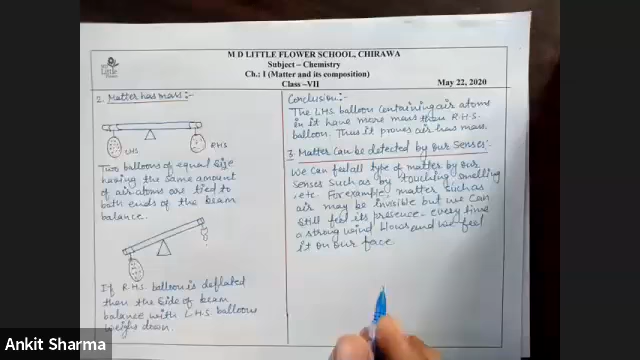 M D LITTLE FLOWER SCHOOL, CHIRAWA
Subject – Chemistry
Ch.: I (Matter and its composition)
Class –VII
May 22, 2020
2. Matter has mass:-
LHS
RHS
Two balloons of equal size
having the same amount
of air atoms are tied to
both ends of the beam
balance.
If R.H.S balloon is deflated
then the side of beam
balance with L.H.S balloons
weighs down.
Conclusion:-
The L.H.S balloon containing air atoms
in it have more mass than R.H.S
balloon. Thus it proves air has mass.
3. Matter can be detected by our Senses:-
We can feel all type of matter by our
senses such as by touching smelling
, etc. For example, matter such as
air may be invisible but we can
still feel its presence every time
a strong wind blows and we feel
it on our face
Ankit Sharma